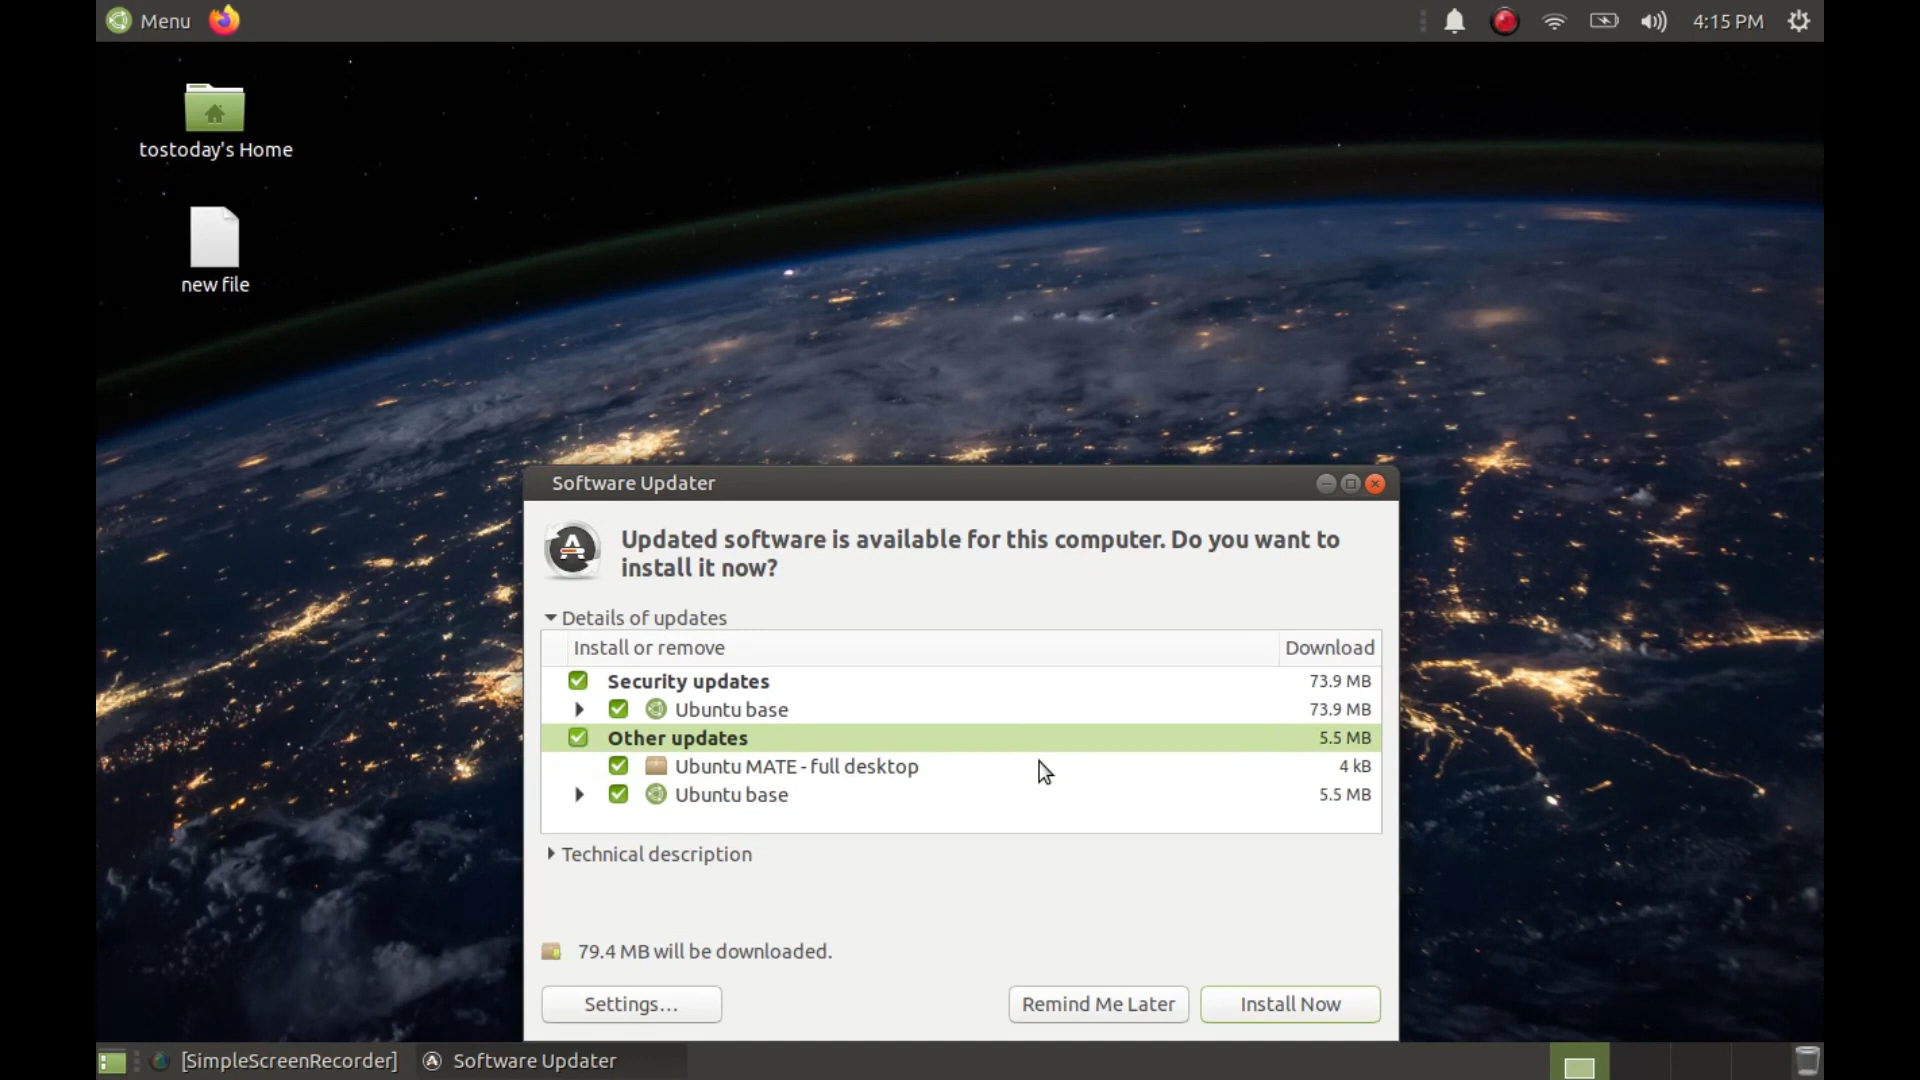 Menu
4:15 PM
tostoday's Home
new file
Software Updater
Updated software is available for this computer. Do you want to
install it now?
Details of updates
Install or remove Download
Security updates 73.9 MB
Ubuntu base 73.9 MB
Other updates 5.5 MB
Ubuntu MATE - full desktop 4 kB
Ubuntu base 5.5 MB
Technical description
79.4 MB will be downloaded.
Settings... Remind Me Later Install Now
[SimpleScreenRecorder] Software Updater